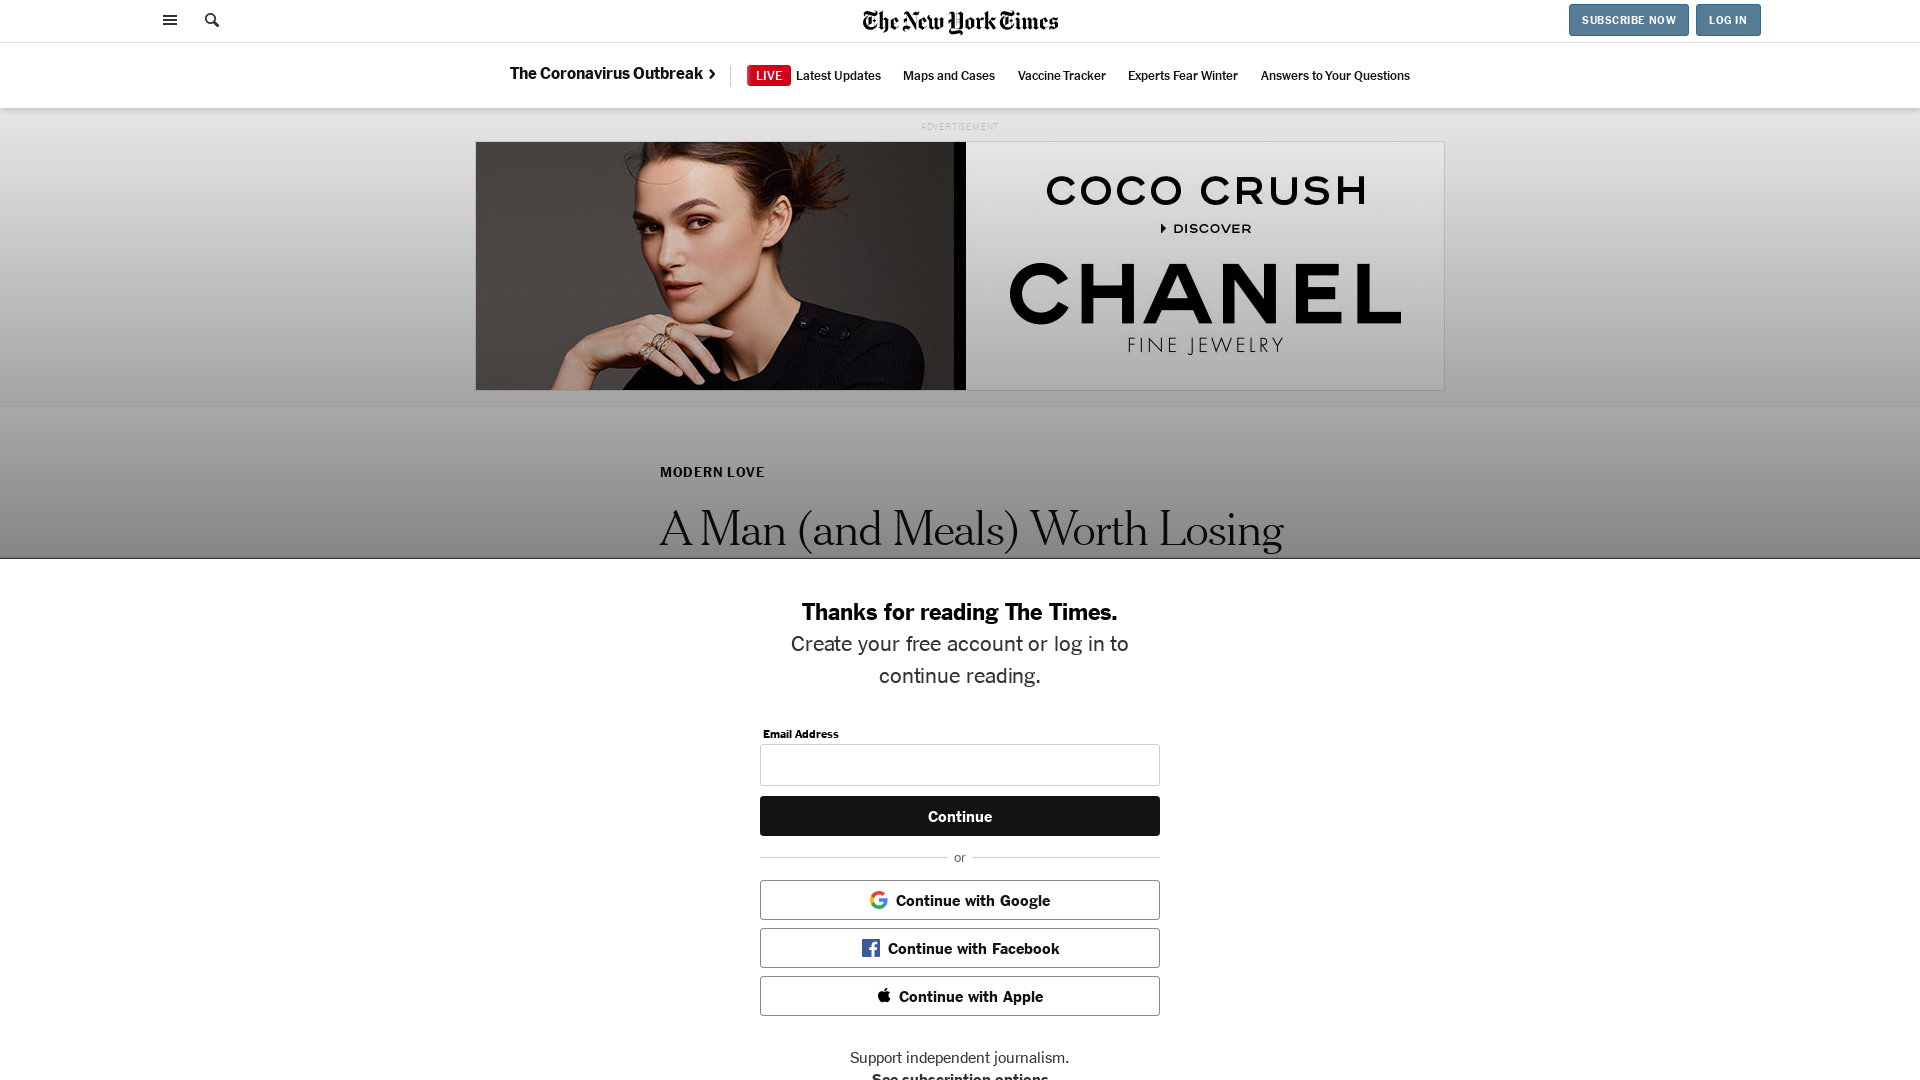 The New York Times
SUBSCRIBE NOW
LOG IN
The Coronavirus Outbreak
LIVE Latest Updates
Maps and Cases
Vaccine Tracker
Experts Fear Winter
Answers to Your Questions
ADVERTISEMENT
COCO CRUSH
DISCOVER
CHANEL
FINE JEWELRY
MODERN LOVE
A Man (and Meals) Worth Losing
Thanks for reading The Times.
Create your free account or log in to
continue reading.
Email Address
Continue
or
Continue with Google
Continue with Facebook
Continue with Apple
Support independent journalism.
See subscription options